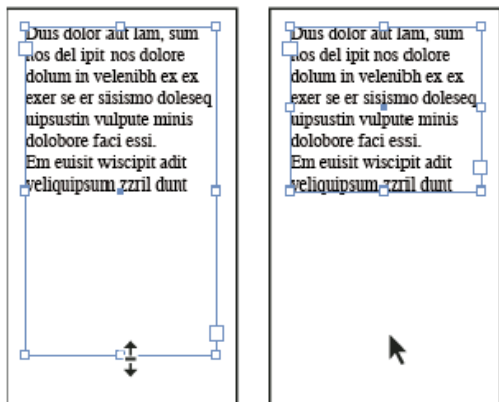 Duis dolor aut lam, sum
nos del ipit nos dolore
dolum in velenibh ex ex
exer se er sisismo doleseq
uipsustin vulpute minis
dolobore faci essi.
Em euisit wiscipit adit
veliquipsum zzril dunt
Duis dolor aut lam, sum
nos del ipit nos dolore
dolum in velenibh ex ex
exer se er sisismo doleseq
uipsustin vulpute minis
dolobore faci essi.
Em euisit wiscipit adit
veliquipsum zzril dunt